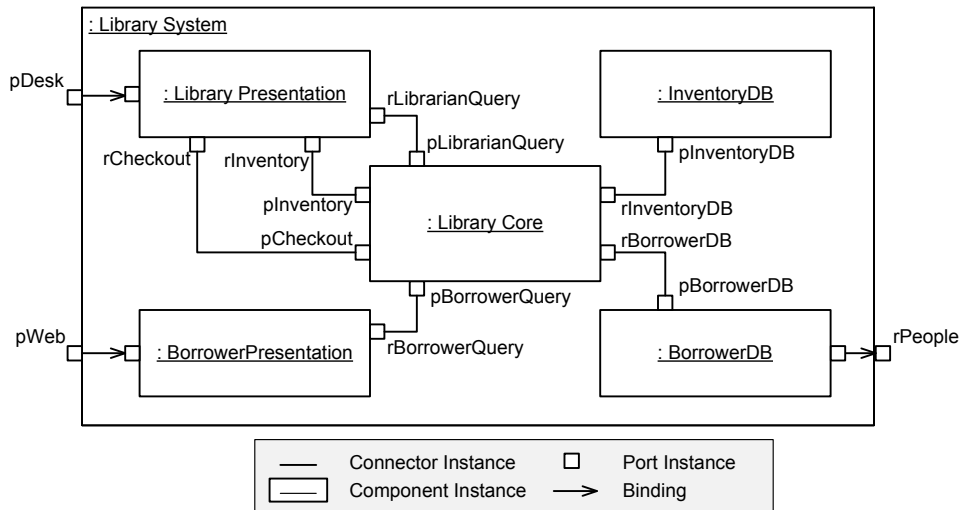 : Library System
pDesk
: Library Presentation
rLibrarianQuery
: InventoryDB
rCheckout
rInventory
pLibrarianQuery
pInventoryDB
pInventory
: Library Core
rInventoryDB
pCheckout
rBorrowerDB
pBorrowerQuery
pBorrowerDB
pWeb
: BorrowerPresentation
rBorrowerQuery
: BorrowerDB
rPeople
Connector Instance
Port Instance
Component Instance
Binding